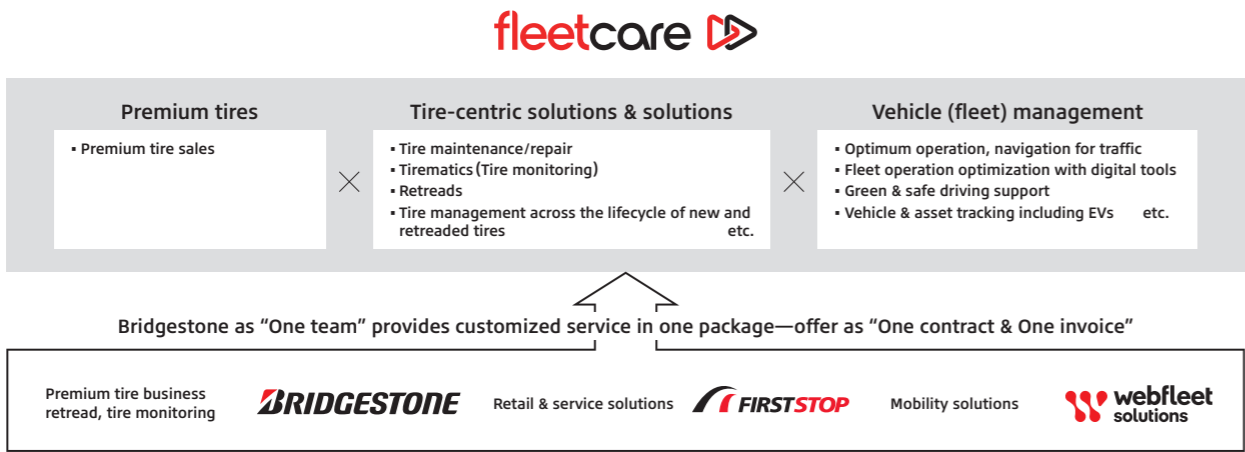 fleetcare
Premium tires
▪ Premium tire sales
×
Tire-centric solutions & solutions
▪ Tire maintenance/repair
▪ Tirematics (Tire monitoring)
▪ Retreads
▪ Tire management across the lifecycle of new and
retreaded tires etc.
×
Vehicle (fleet) management
▪ Optimum operation, navigation for traffic
▪ Fleet operation optimization with digital tools
▪ Green & safe driving support
▪ Vehicle & asset tracking including EVs etc.
Bridgestone as “One team” provides customized service in one package—offer as “One contract & One invoice”
Premium tire business
retread, tire monitoring
BRIDGESTONE
Retail & service solutions
FIRSTSTOP
Mobility solutions
webfleet
solutions